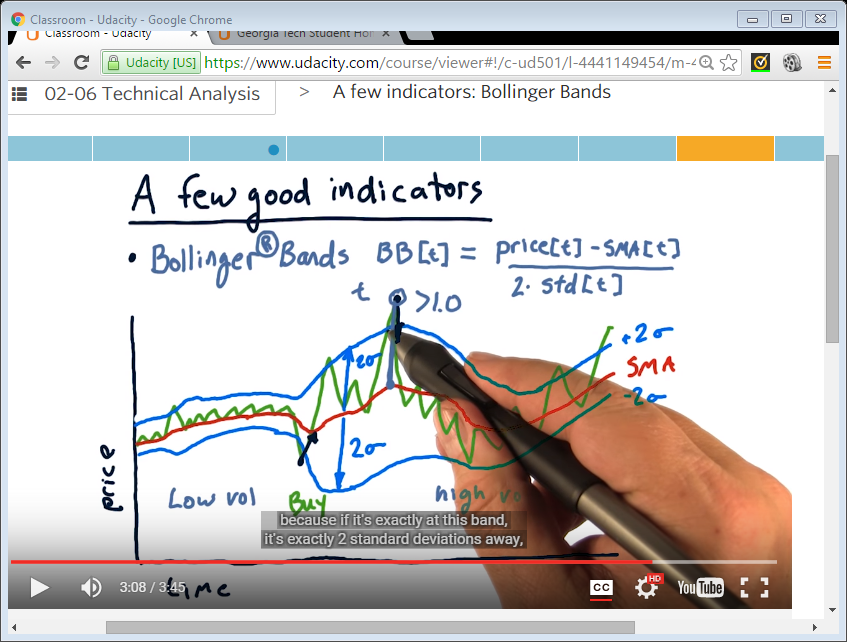 Classroom - Udacity - Google Chrome
Classroom - Udacity
Georgia Tech Student Ho
Udacity [US]
https://www.udacity.com/course/viewer#!/c-ud501/l-4441149454/m-4
02-06 Technical Analysis > A few indicators: Bollinger Bands
A few good indicators
• Bollinger® Bands BB[t] = price[t] - SMA[t]
2. std[t]
t >1.0
+2σ
2σ
SMA
-2σ
2σ
price
Low vol
Buy
high vo
because if it's exactly at this band,
it's exactly 2 standard deviations away,
time
3:08 / 3:45
CC
HD
YouTube